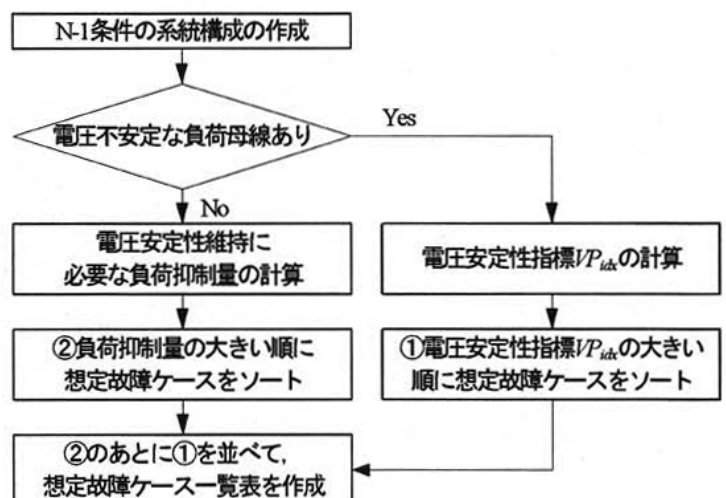 N-1条件の系統構成の作成
電圧不安定な負荷母線あり
Yes
No
電圧安定性維持に
必要な負荷抑制量の計算
電圧安定性指標VPidxの計算
②負荷抑制量の大きい順に
想定故障ケースをソート
①電圧安定性指標VPidxの大きい
順に想定故障ケースをソート
②のあとに①を並べて,
想定故障ケース一覧表を作成